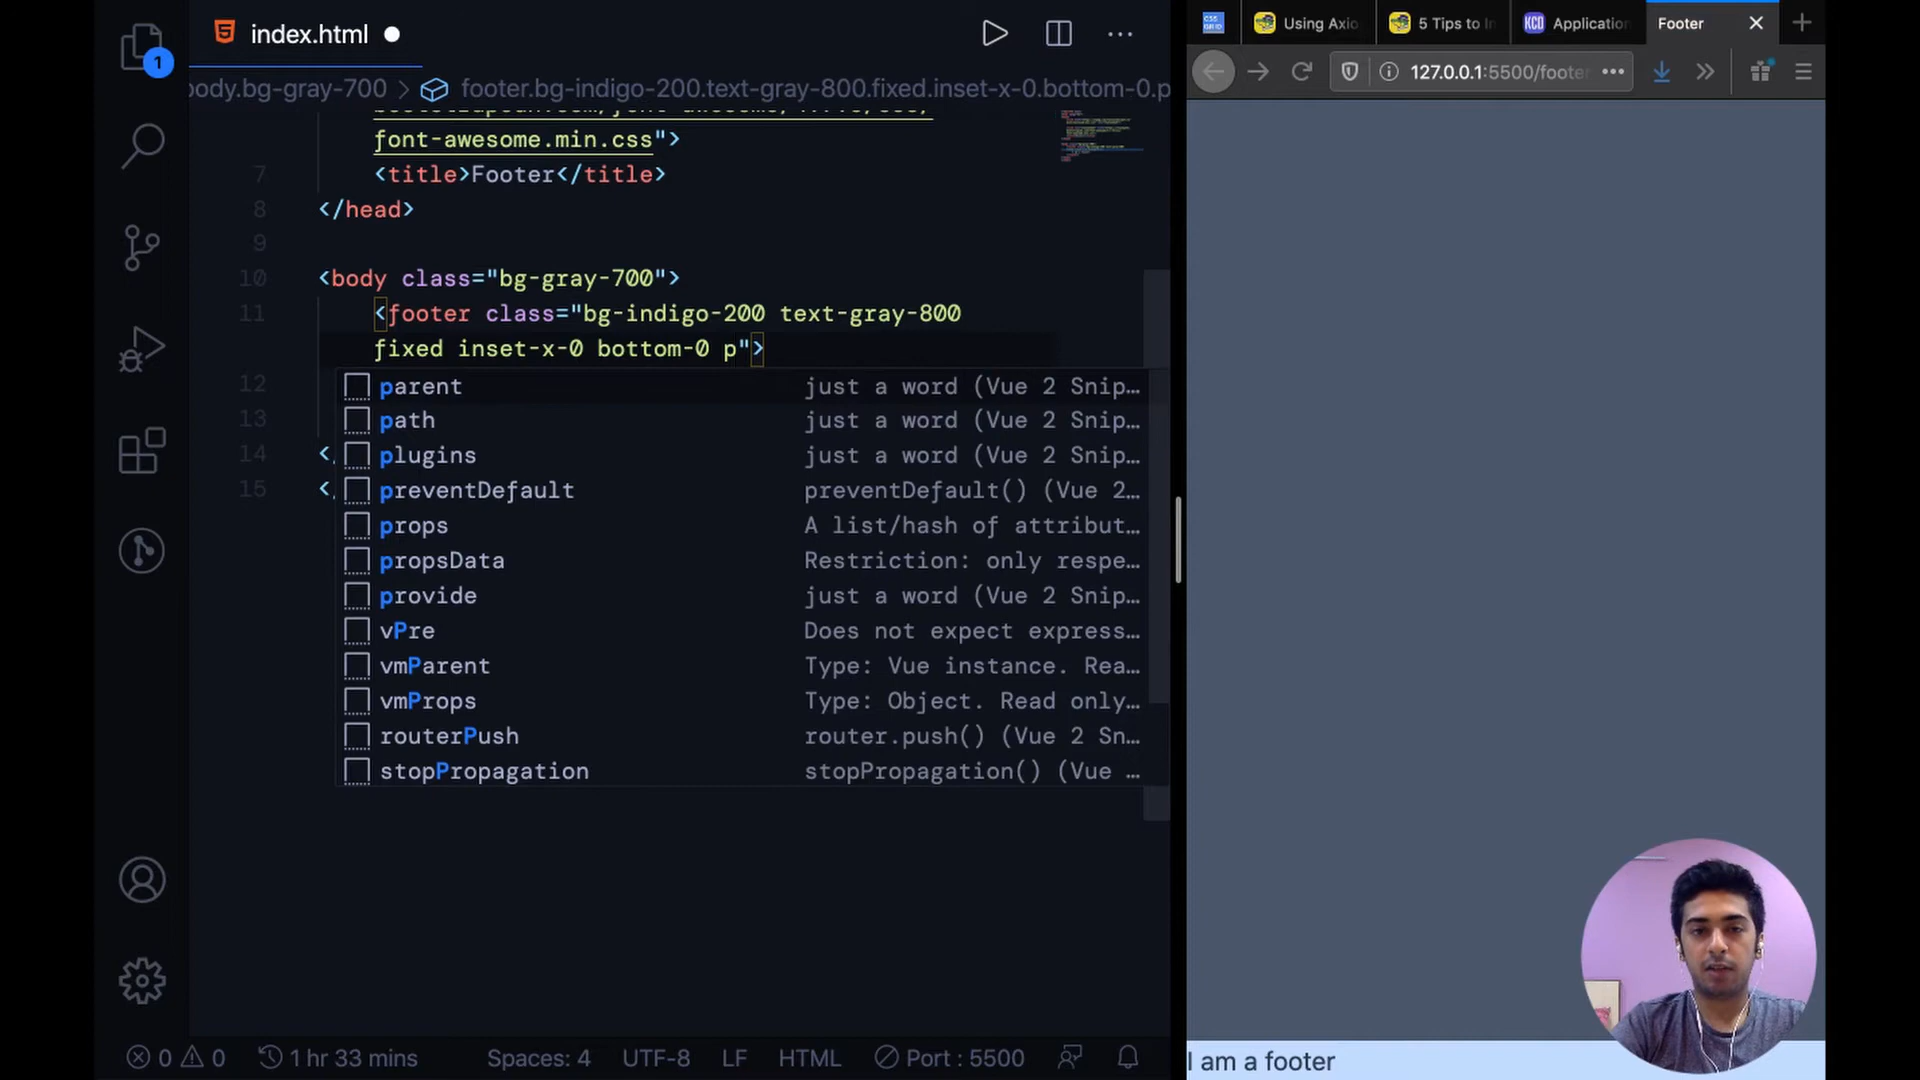 index.html
1
body.bg-gray-700 > footer.bg-indigo-200.text-gray-800.fixed.inset-x-0.bottom-0.p
font-awesome.min.css">
7 <title>Footer</title>
8 </head>
9
10 <body class="bg-gray-700">
11 <footer class="bg-indigo-200 text-gray-800
fixed inset-x-0 bottom-0 p">
12 parent just a word (Vue 2 Snip…
13 path just a word (Vue 2 Snip…
14 < plugins just a word (Vue 2 Snip…
15 < preventDefault preventDefault() (Vue 2…
props A list/hash of attribut…
propsData Restriction: only respe…
provide just a word (Vue 2 Snip…
vPre Does not expect express…
vmParent Type: Vue instance. Rea…
vmProps Type: Object. Read only…
routerPush router.push() (Vue 2 Sn…
stopPropagation stopPropagation() (Vue …
0 0 1 hr 33 mins Spaces: 4 UTF-8 LF HTML Port : 5500
CSS GRID Using Axio 5 Tips to In KCD Application Footer
127.0.0.1:5500/footer
I am a footer